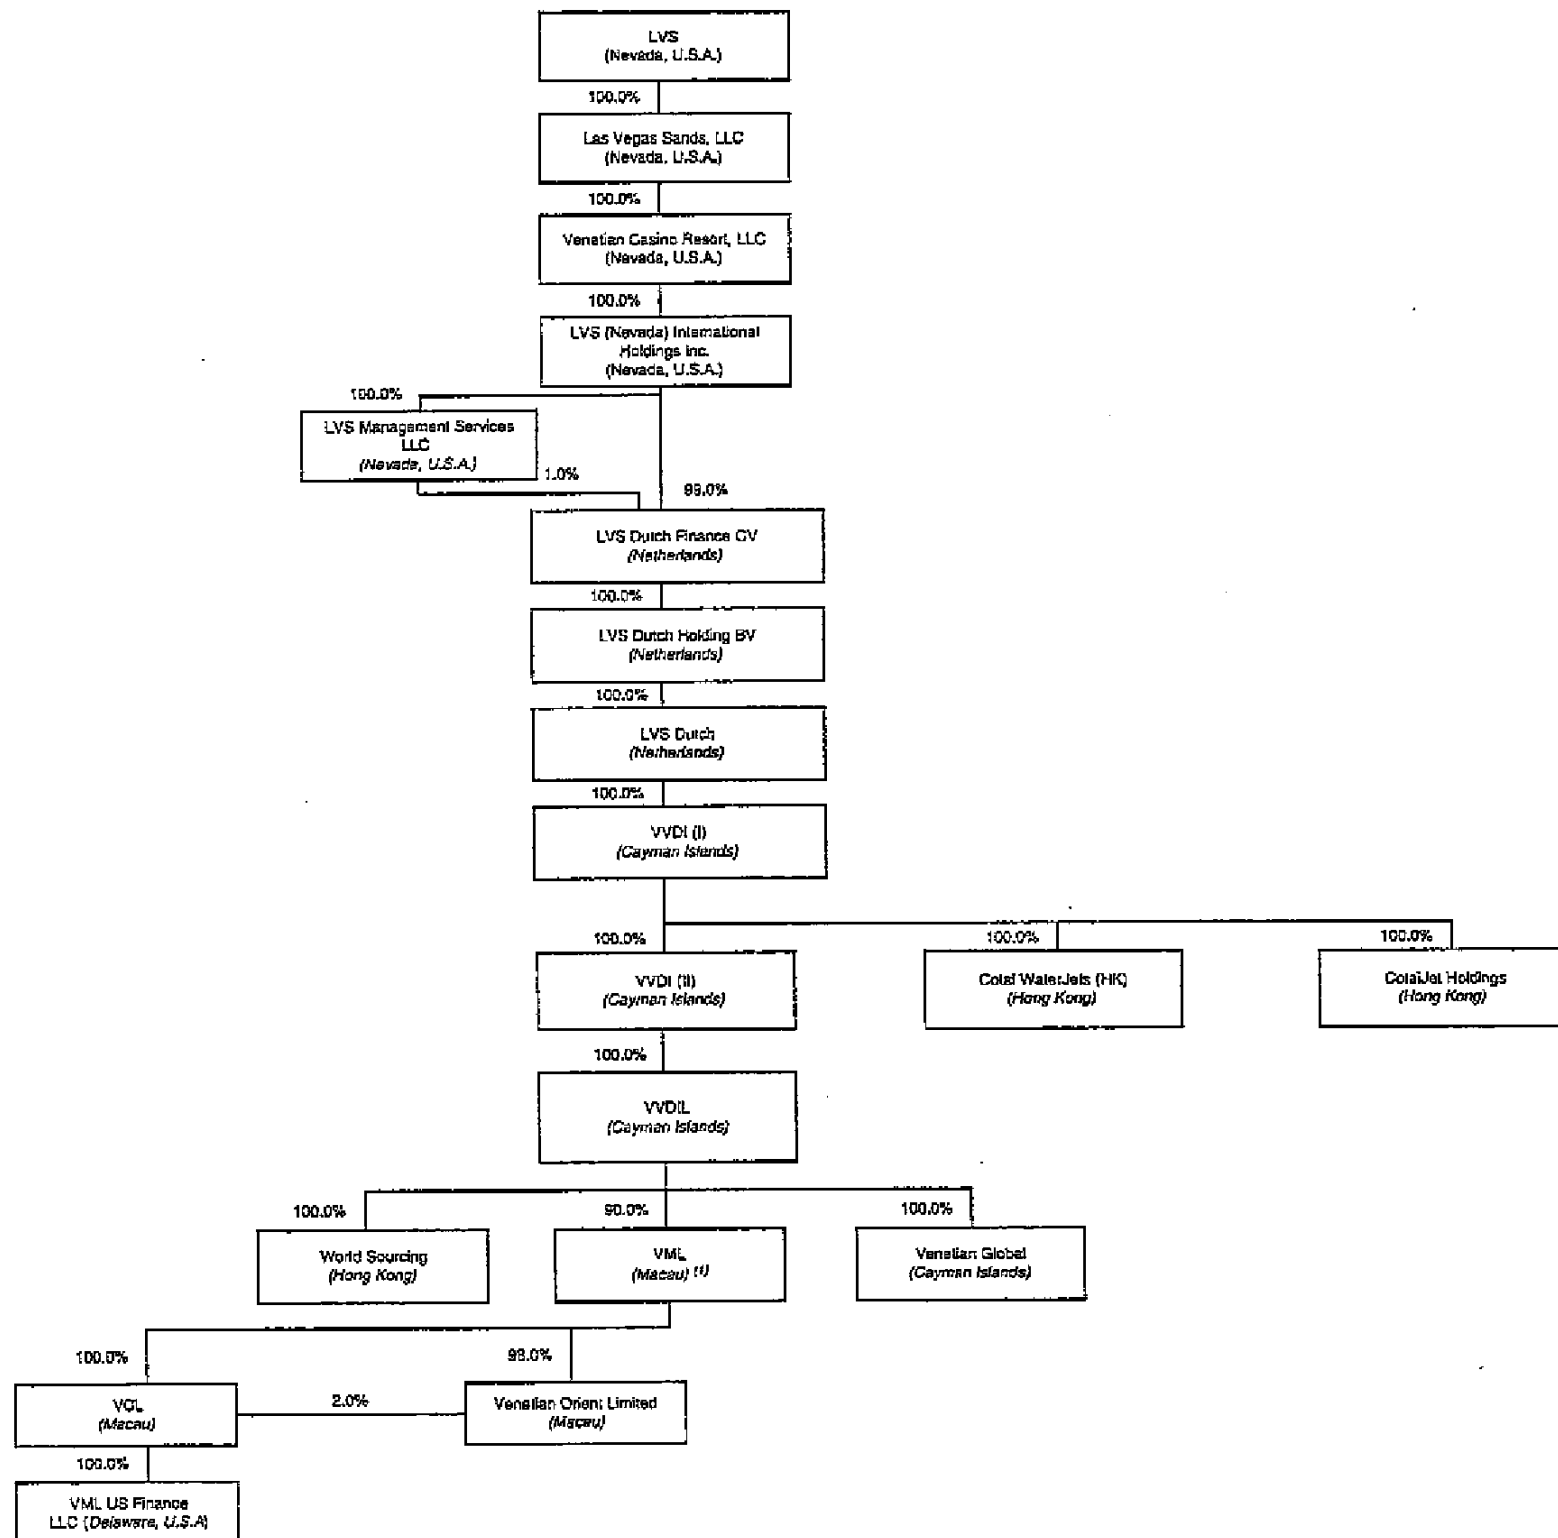 LVS
(Nevada, U.S.A.)
100.0%
Las Vegas Sands, LLC
(Nevada, U.S.A.)
100.0%
Venetian Casino Resort, LLC
(Nevada, U.S.A.)
100.0%
LVS (Nevada) International
Holdings Inc.
(Nevada, U.S.A.)
100.0%
LVS Management Services
LLC
(Nevada, U.S.A.)
1.0%
99.0%
LVS Dutch Finance CV
(Netherlands)
100.0%
LVS Dutch Holding BV
(Netherlands)
100.0%
LVS Dutch
(Netherlands)
100.0%
VVDI (I)
(Cayman Islands)
100.0%
100.0%
100.0%
VVDI (II)
(Cayman Islands)
Cotai WaterJets (HK)
(Hong Kong)
CotaiJet Holdings
(Hong Kong)
100.0%
VVDIL
(Cayman Islands)
100.0%
90.0%
100.0%
World Sourcing
(Hong Kong)
VML
(Macau) (1)
Venetian Global
(Cayman Islands)
100.0%
98.0%
VCL
(Macau)
2.0%
Venetian Orient Limited
(Macau)
100.0%
VML US Finance
LLC (Delaware, U.S.A)